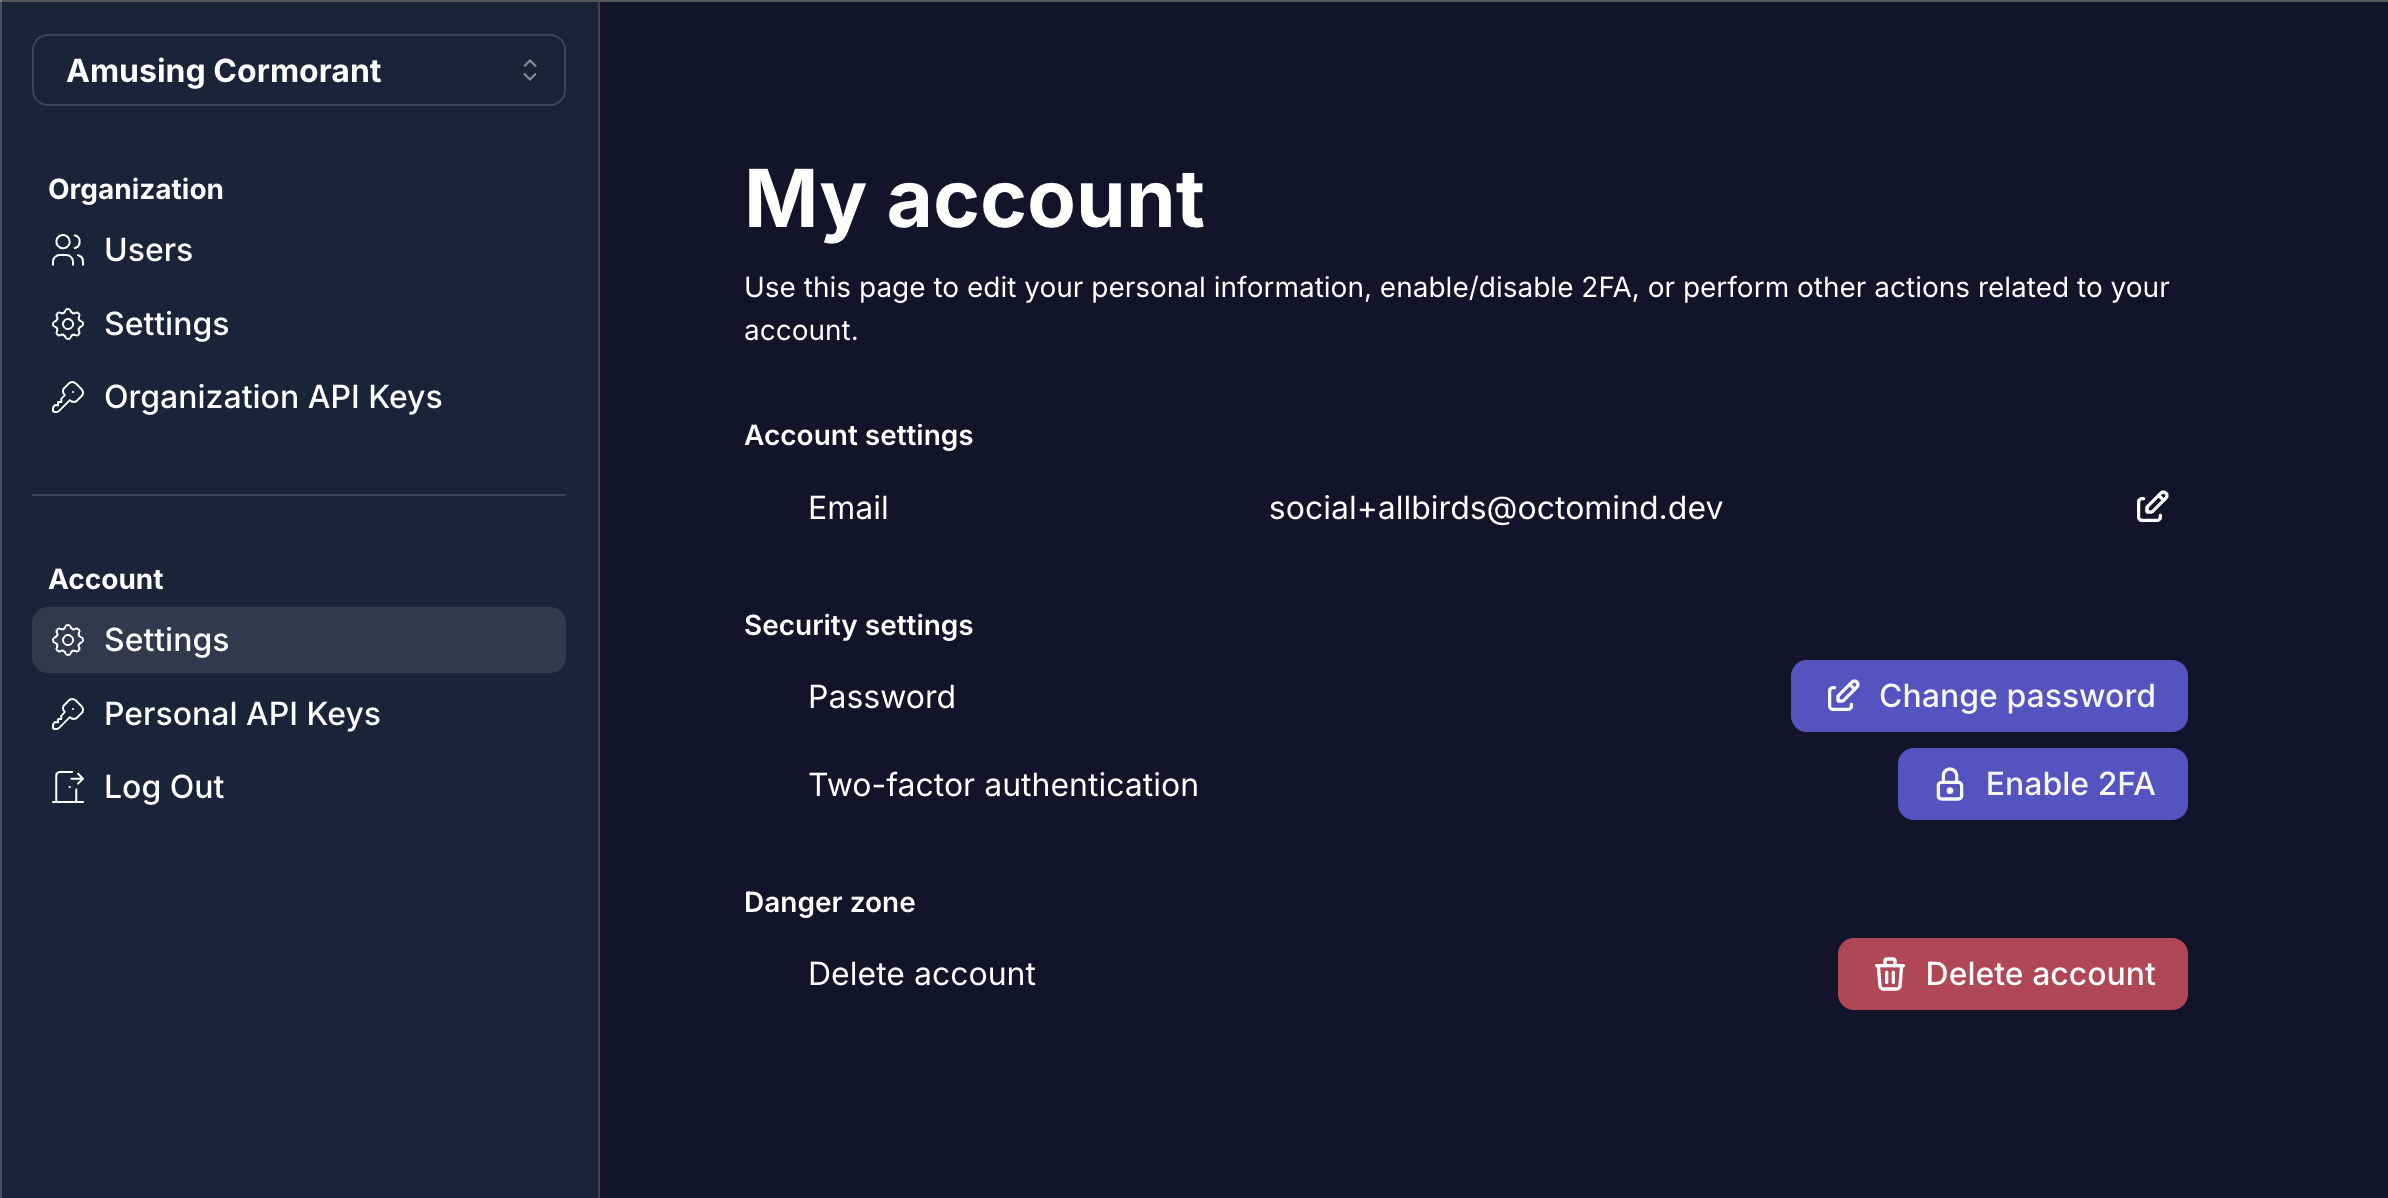 Amusing Cormorant
Organization
Users
Settings
Organization API Keys
Account
Settings
Personal API Keys
Log Out
My account
Use this page to edit your personal information, enable/disable 2FA, or perform other actions related to your
account.
Account settings
Email social+allbirds@octomind.dev
Security settings
Password Change password
Two-factor authentication Enable 2FA
Danger zone
Delete account Delete account